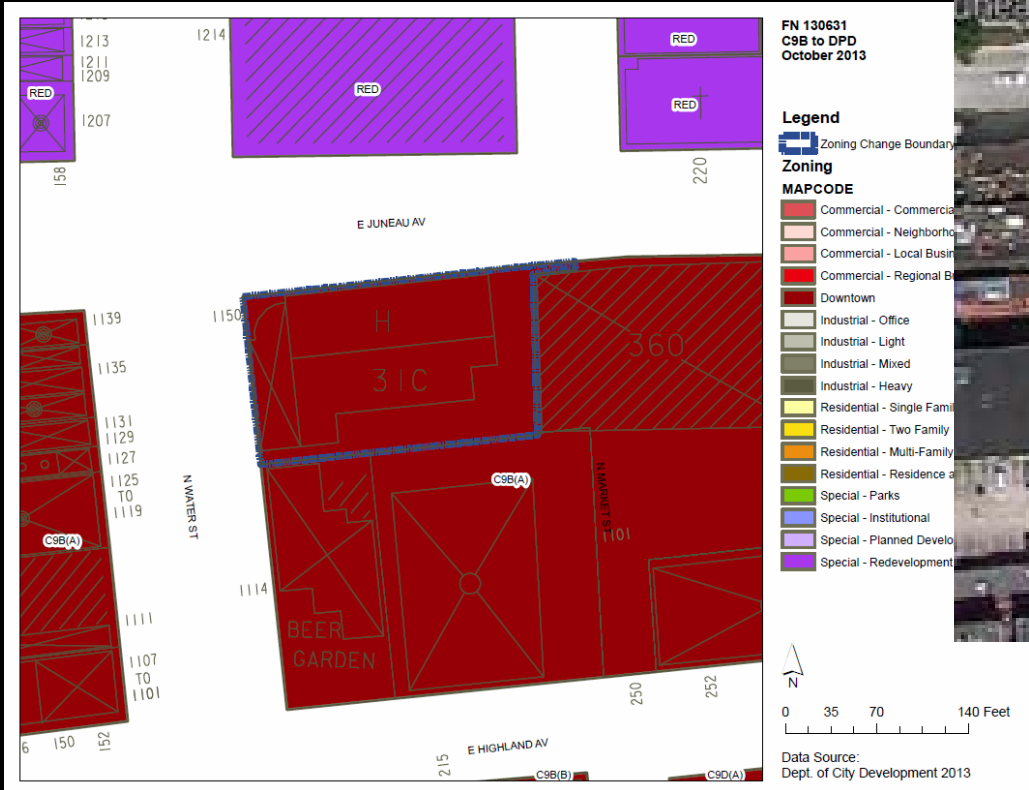 FN 130631
C9B to DPD
October 2013
Legend
Zoning Change Boundary
Zoning
MAPCODE
Commercial - Commercia
Commercial - Neighborho
Commercial - Local Busin
Commercial - Regional B
Downtown
Industrial - Office
Industrial - Light
Industrial - Mixed
Industrial - Heavy
Residential - Single Famil
Residential - Two Family
Residential - Multi-Family
Residential - Residence a
Special - Parks
Special - Institutional
Special - Planned Develo
Special - Redevelopment
N
0 35 70 140 Feet
Data Source:
Dept. of City Development 2013
1213
1211
1209
RED
1207
158
1214
RED
RED
RED
220
E JUNEAU AV
1139
1135
1131
1129
1127
1125
TO
1119
C9B(A)
1111
1107
TO
1101
150
152
N WATER ST
1150
H
31C
360
C9B(A)
N MARKET ST
1101
1114
BEER
GARDEN
250
252
215
E HIGHLAND AV
C9B(B)
C9D(A)